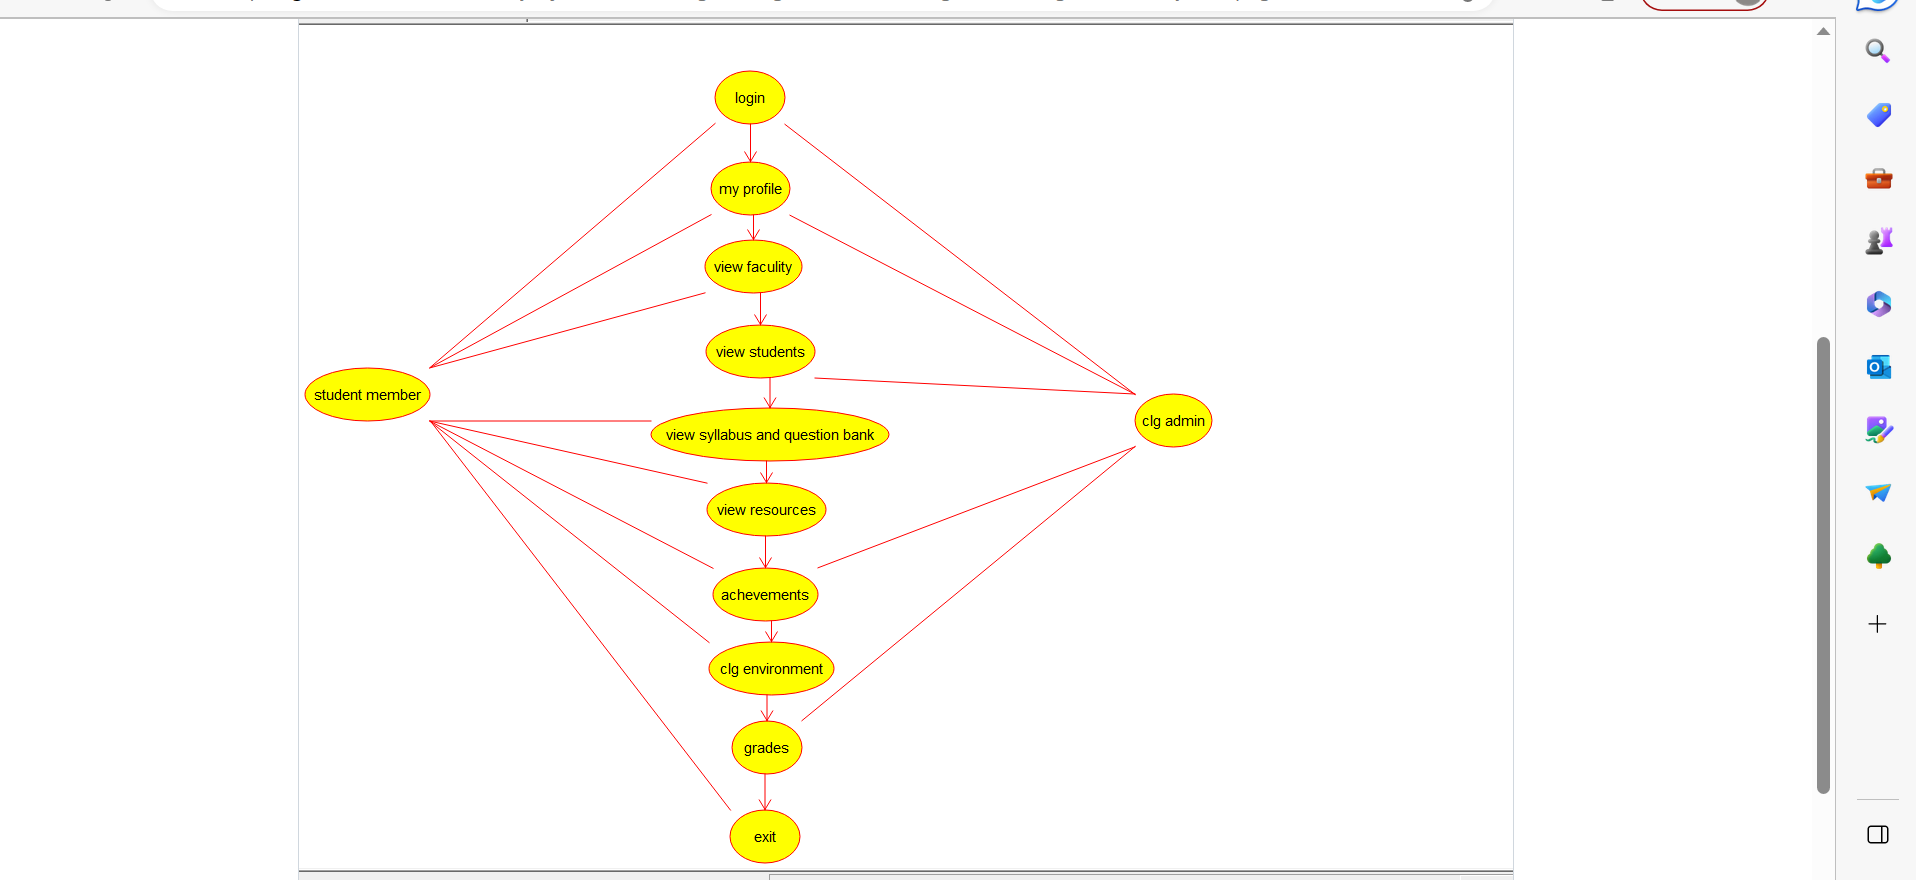 login
my profile
view faculity
view students
student member
clg admin
view syllabus and question bank
view resources
achevements
clg environment
grades
exit